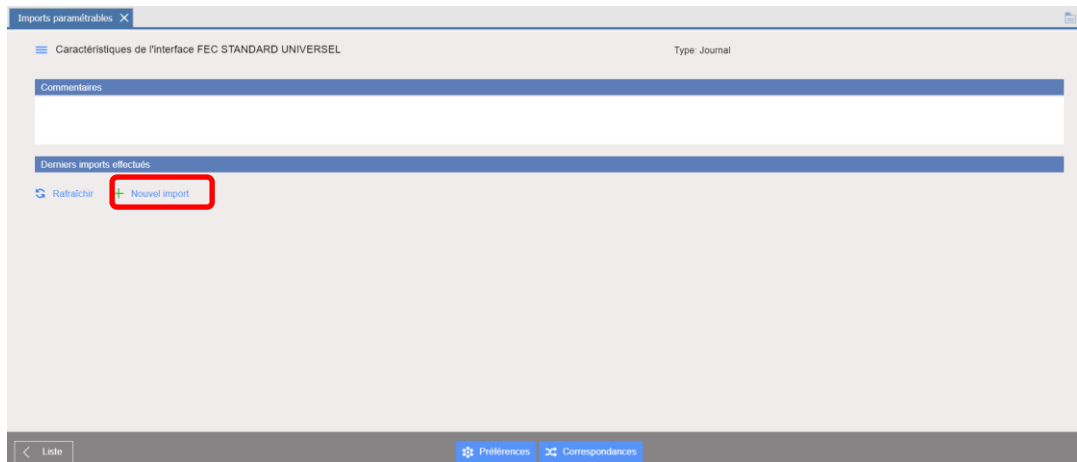 Imports paramétrables
Caractéristiques de l'interface FEC STANDARD UNIVERSEL Type: Journal
Commentaires
Derniers imports effectués
Rafraîchir Nouvel import
Liste Préférences Correspondances